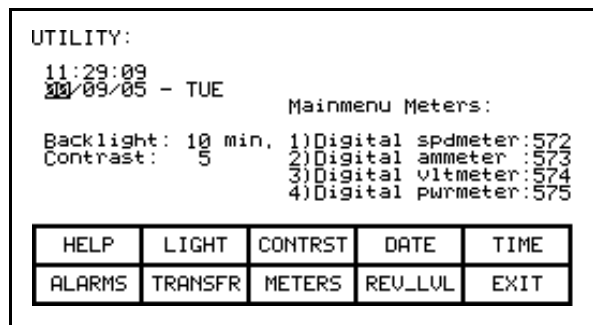 UTILITY:
11:29:09
00/09/05 - TUE
Mainmenu Meters:
Backlight: 10 min. 1)Digital spdmeter:572
Contrast: 5 2)Digital ammeter :573
3)Digital vltmeter:574
4)Digital pwrmeter:575
HELP LIGHT CONTRST DATE TIME
ALARMS TRANSFR METERS REV_LVL EXIT